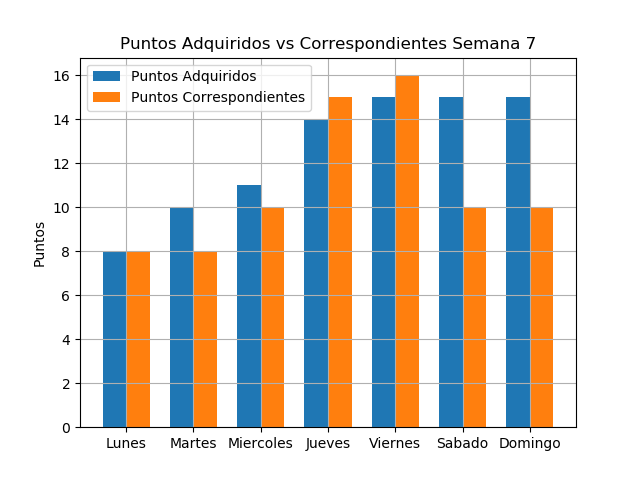 Puntos Adquiridos vs Correspondientes Semana 7
Puntos Adquiridos
Puntos Correspondientes
Puntos
16
14
12
10
8
6
4
2
0
Lunes Martes Miercoles Jueves Viernes Sabado Domingo